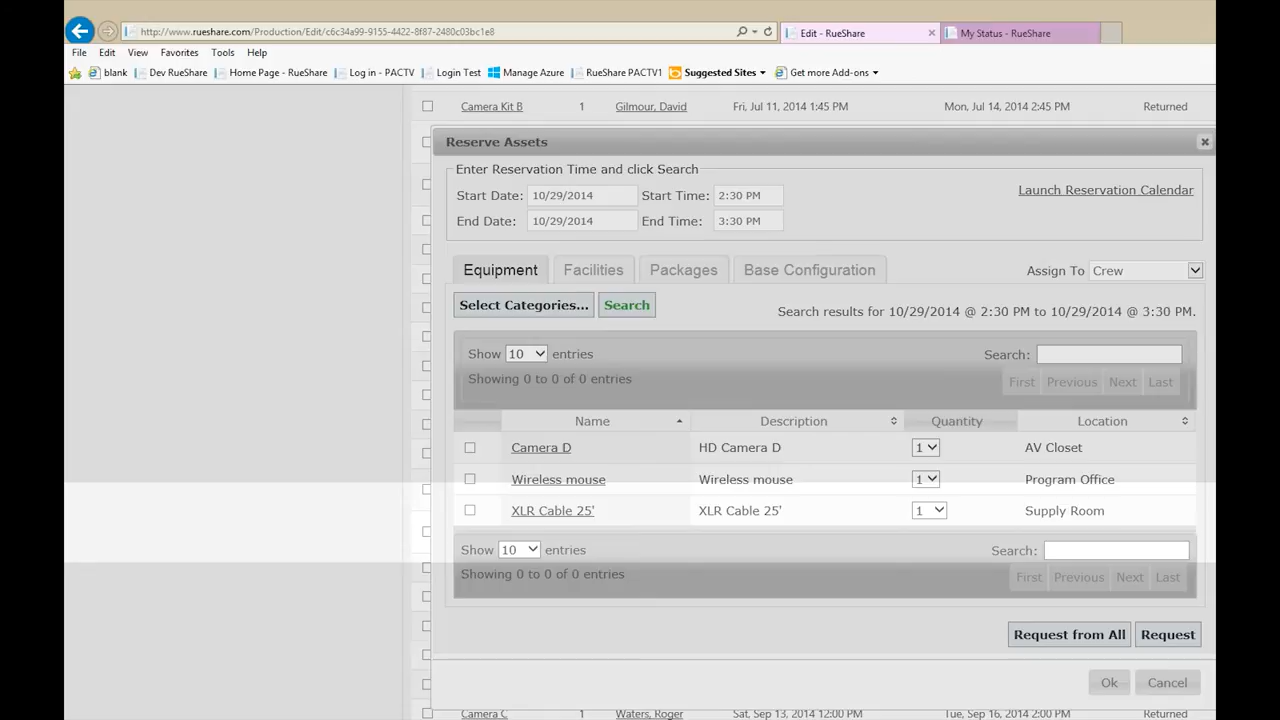 http://www.rueshare.com/Production/Edit/c6c34a99-9155-4422-8f87-2480c03bc1e8 Edit - RueShare My Status - RueShare
File Edit View Favorites Tools Help
blank Dev RueShare Home Page - RueShare Log in - PACTV Login Test Manage Azure RueShare PACTV1 Suggested Sites Get more Add-ons
Camera Kit B 1 Gilmour, David Fri, Jul 11, 2014 1:45 PM Mon, Jul 14, 2014 2:45 PM Returned
Reserve Assets
Enter Reservation Time and click Search
Start Date: 10/29/2014 Start Time: 2:30 PM Launch Reservation Calendar
End Date: 10/29/2014 End Time: 3:30 PM
Equipment Facilities Packages Base Configuration Assign To Crew
Select Categories... Search Search results for 10/29/2014 @ 2:30 PM to 10/29/2014 @ 3:30 PM.
Show 10 entries Search:
Showing 0 to 0 of 0 entries First Previous Next Last
Name Description Quantity Location
Camera D HD Camera D 1 AV Closet
Wireless mouse Wireless mouse 1 Program Office
XLR Cable 25' XLR Cable 25' 1 Supply Room
Show 10 entries Search:
Showing 0 to 0 of 0 entries First Previous Next Last
Request from All Request
Ok Cancel
Camera C 1 Waters, Roger Sat, Sep 13, 2014 12:00 PM Tue, Sep 16, 2014 2:00 PM Returned